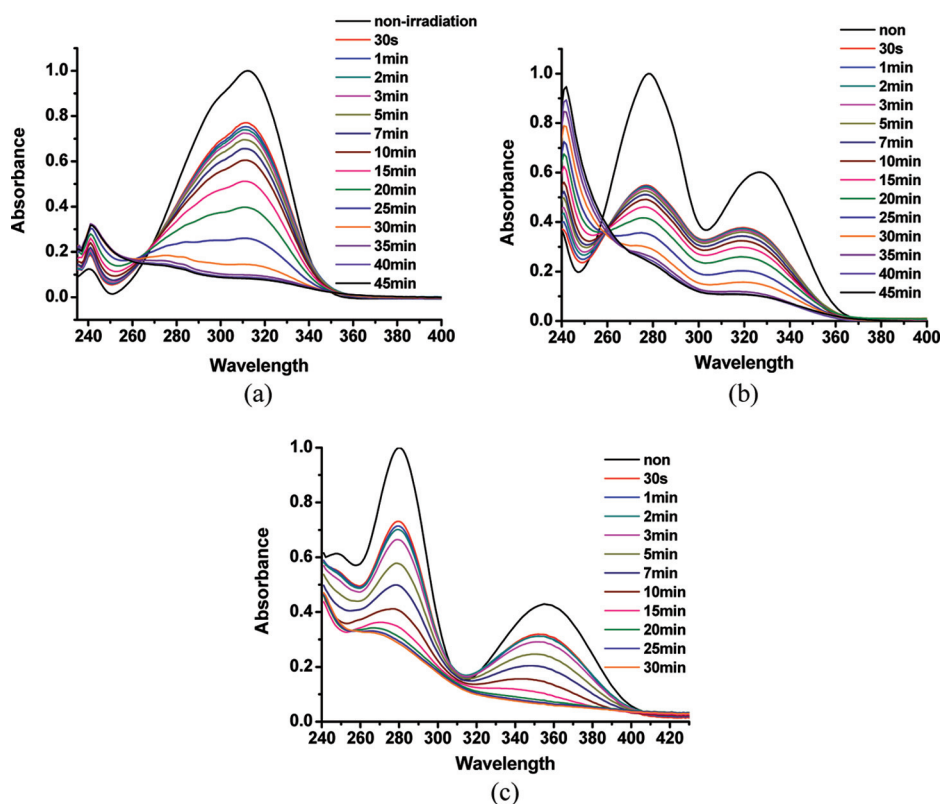 Absorbance
1.0
0.8
0.6
0.4
0.2
0.0
240 260 280 300 320 340 360 380 400
Wavelength
non-irradiation
30s
1min
2min
3min
5min
7min
10min
15min
20min
25min
30min
35min
40min
45min
(a)
Absorbance
1.0
0.8
0.6
0.4
0.2
0.0
240 260 280 300 320 340 360 380 400
Wavelength
non
30s
1min
2min
3min
5min
7min
10min
15min
20min
25min
30min
35min
40min
45min
(b)
Absorbance
1.0
0.8
0.6
0.4
0.2
0.0
240 260 280 300 320 340 360 380 400 420
Wavelength
non
30s
1min
2min
3min
5min
7min
10min
15min
20min
25min
30min
(c)